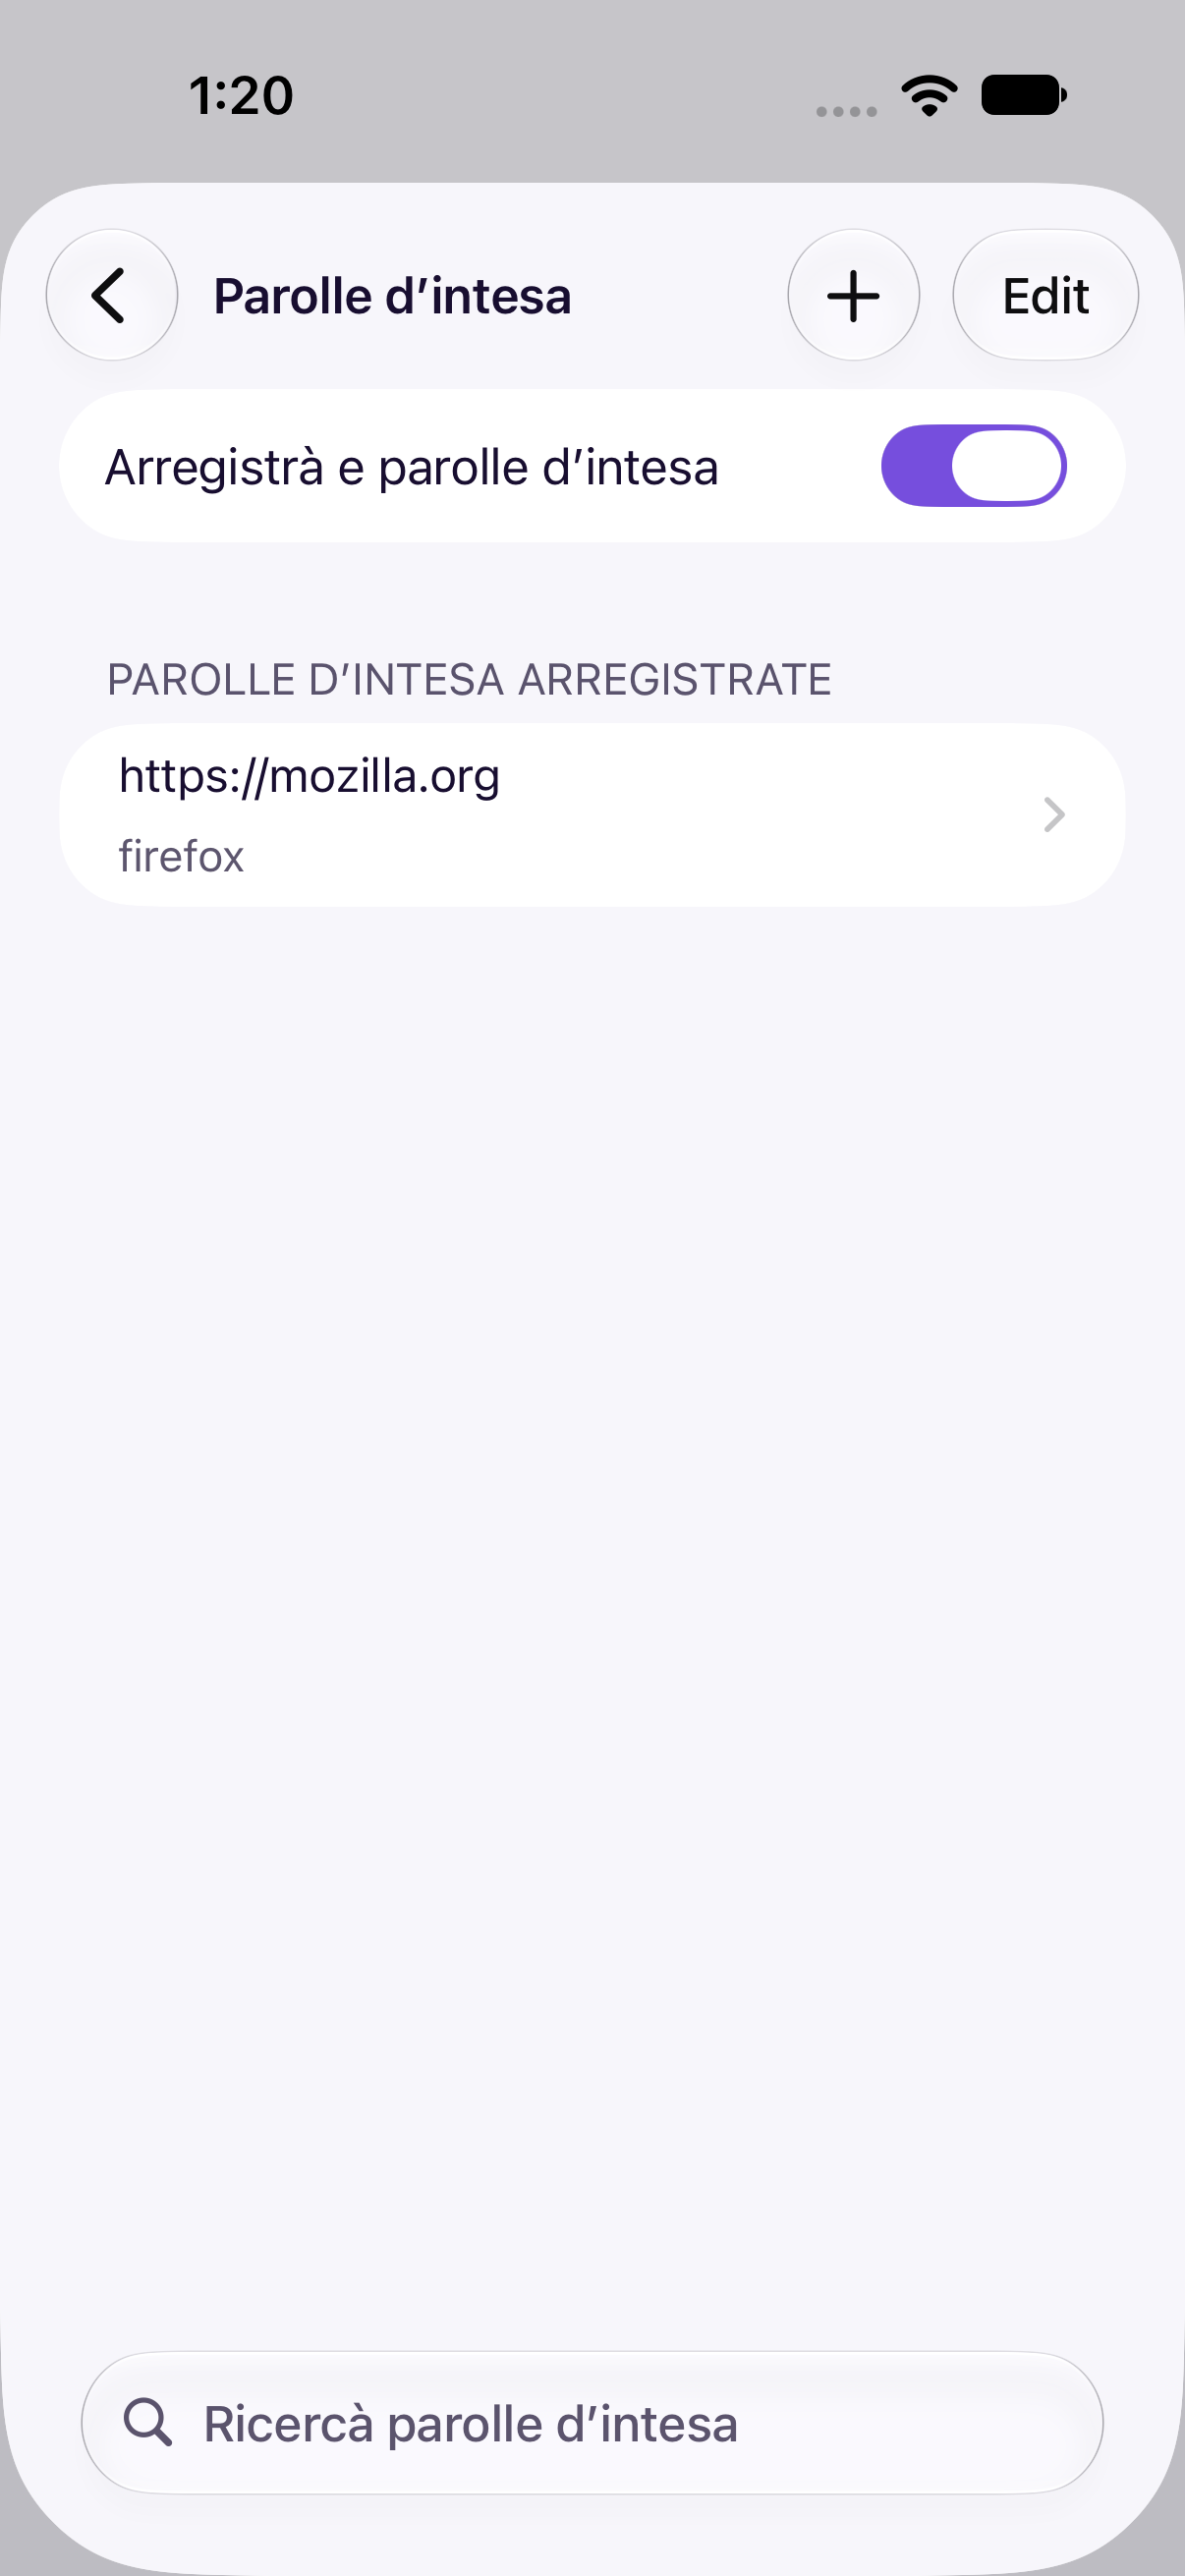 1:20
Parolle d’intesa
Edit
Arregistrà e parolle d’intesa
PAROLLE D’INTESA ARREGISTRATE
https://mozilla.org
firefox
Ricercà parolle d’intesa